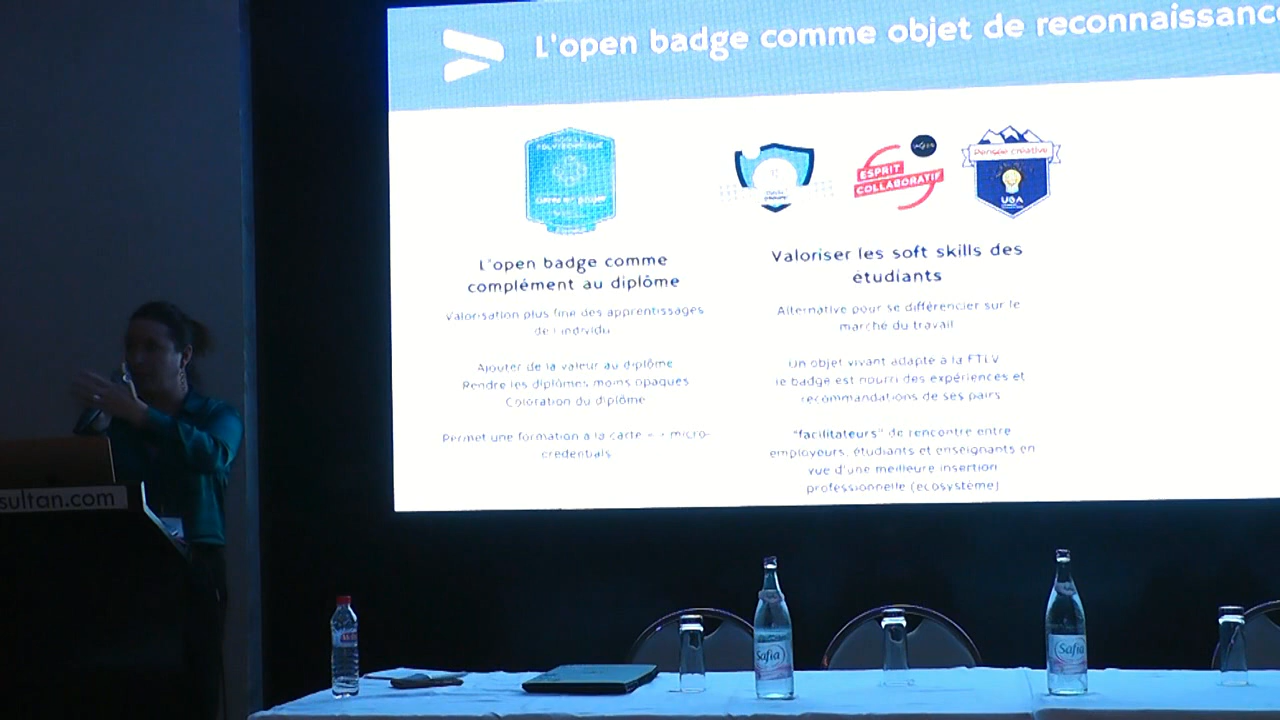 L'open badge comme objet de reconnaissance
POLYTECHNIQUE
ESPRIT
COLLABORATIF
Pensée créative
UGA
L'open badge comme
complément au diplôme
Valorisation plus fine des apprentissages
de l'individu
Ajouter de la valeur au diplôme
Rendre les diplômes moins opaques
Coloration du diplôme
Permet une formation à la carte - micro-
credentials
Valoriser les soft skills des
étudiants
Alternative pour se différencier sur le
marché du travail
Un objet vivant adapté à la FTLV
le badge est nourri des expériences et
recommandations de ses pairs
"facilitateurs" de rencontre entre
employeurs, étudiants et enseignants en
vue d'une meilleure insertion
professionnelle (ecosystème)
sultan.com
Safia
Safia